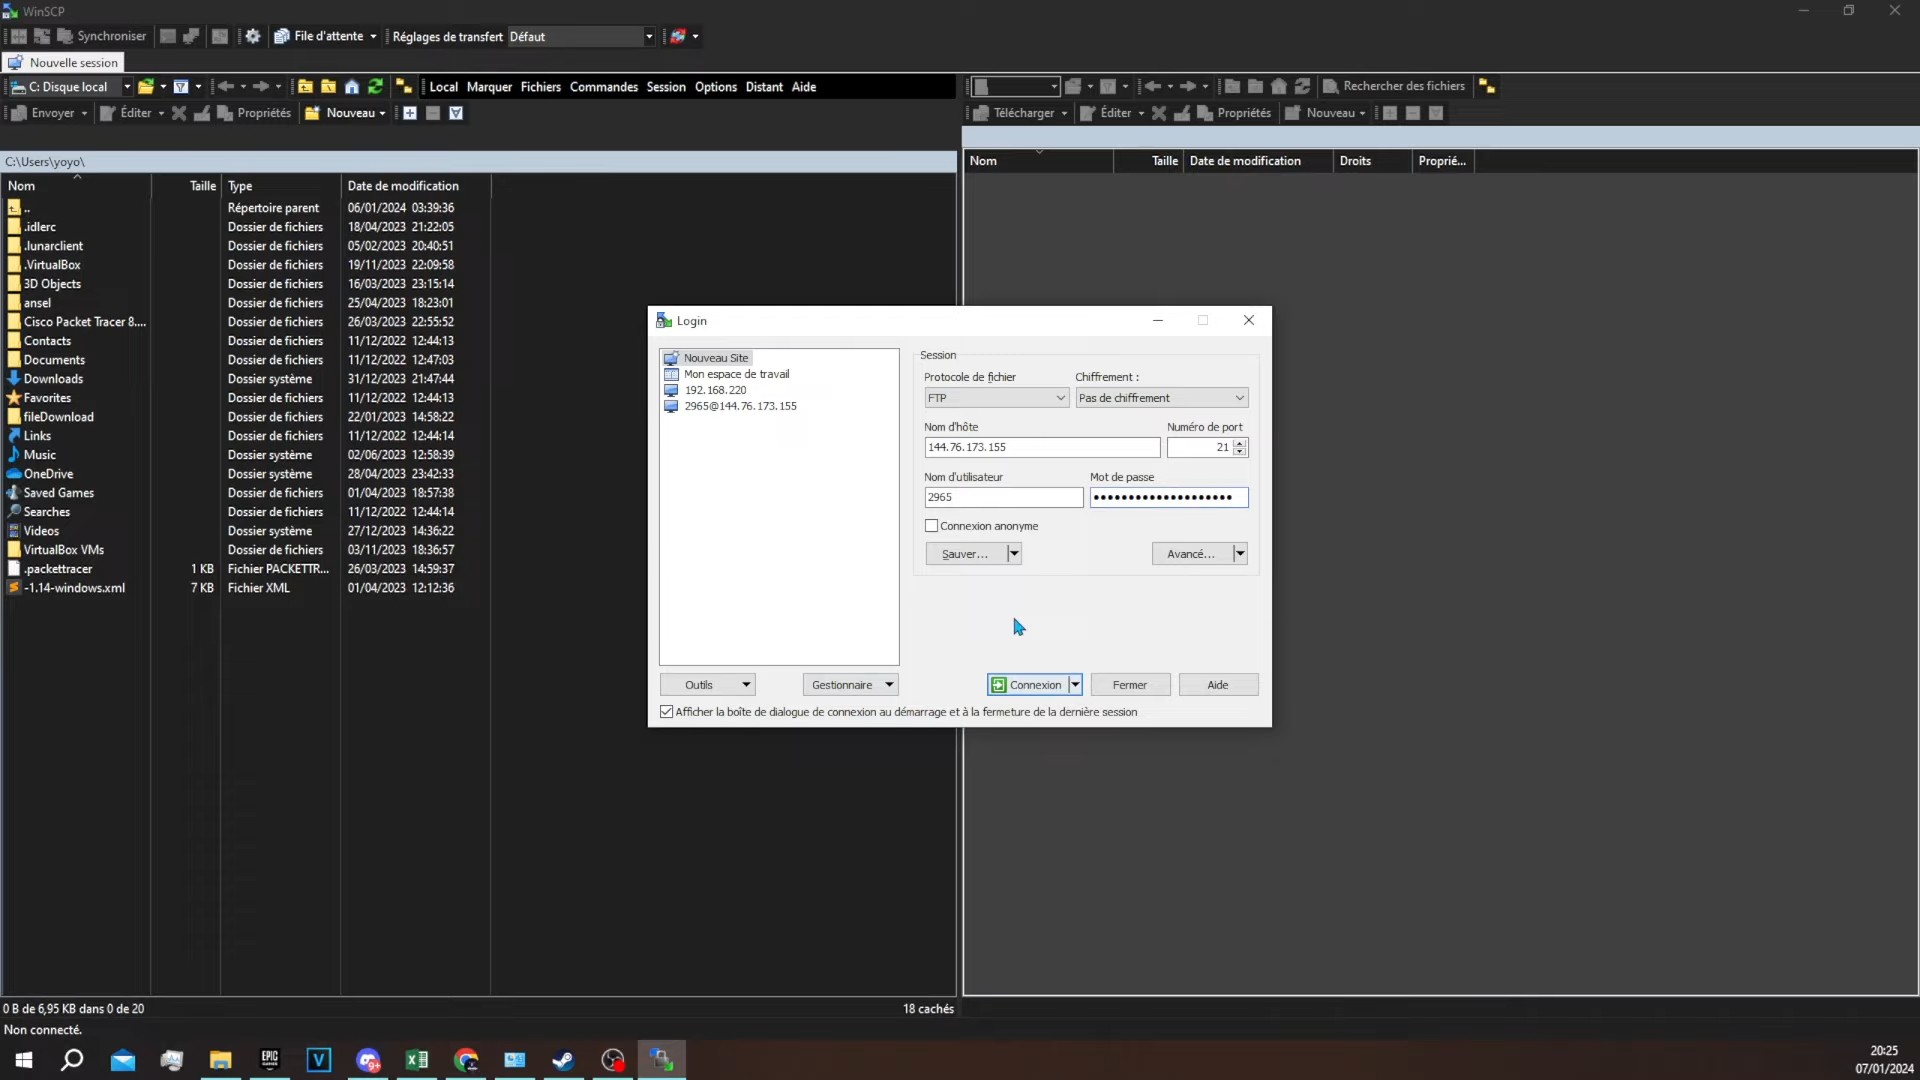 WinSCP
Synchroniser File d'attente Réglages de transfert Défaut
Nouvelle session
C: Disque local Local Marquer Fichiers Commandes Session Options Distant Aide Rechercher des fichiers
Envoyer Éditer Propriétés Nouveau Télécharger Éditer Propriétés Nouveau
C:\Users\yoyo\
Nom Taille Date de modification Droits Proprié...
Nom Taille Type Date de modification
.. Répertoire parent 06/01/2024 03:39:36
.idlerc Dossier de fichiers 18/04/2023 21:22:05
.lunarclient Dossier de fichiers 05/02/2023 20:40:51
.VirtualBox Dossier de fichiers 19/11/2023 22:09:58
3D Objects Dossier de fichiers 16/03/2023 23:15:14
ansel Dossier de fichiers 25/04/2023 18:23:01
Cisco Packet Tracer 8.... Dossier de fichiers 26/03/2023 22:55:52
Contacts Dossier de fichiers 11/12/2022 12:44:13
Documents Dossier de fichiers 11/12/2022 12:47:03
Downloads Dossier système 31/12/2023 21:47:44
Favorites Dossier de fichiers 11/12/2022 12:44:13
fileDownload Dossier de fichiers 22/01/2023 14:58:22
Links Dossier de fichiers 11/12/2022 12:44:14
Music Dossier système 02/06/2023 12:58:39
OneDrive Dossier de fichiers 28/04/2023 23:42:33
Saved Games Dossier de fichiers 01/04/2023 18:57:38
Searches Dossier de fichiers 11/12/2022 12:44:14
Videos Dossier système 27/12/2023 14:36:22
VirtualBox VMs Dossier de fichiers 03/11/2023 18:36:57
.packettracer 1 KB Fichier PACKETTR... 26/03/2023 14:59:37
-1.14-windows.xml 7 KB Fichier XML 01/04/2023 12:12:36
Login
Nouveau Site
Mon espace de travail
192.168.220
2965@144.76.173.155
Session
Protocole de fichier Chiffrement :
FTP Pas de chiffrement
Nom d'hôte Numéro de port
144.76.173.155 21
Nom d'utilisateur Mot de passe
2965 ••••••••••••••••••••
Connexion anonyme
Sauver... Avancé...
Outils Gestionnaire Connexion Fermer Aide
Afficher la boîte de dialogue de connexion au démarrage et à la fermeture de la dernière session
0 B de 6,95 KB dans 0 de 20 18 cachés
Non connecté.
EPIC GAMES V 9+
20:25
07/01/2024